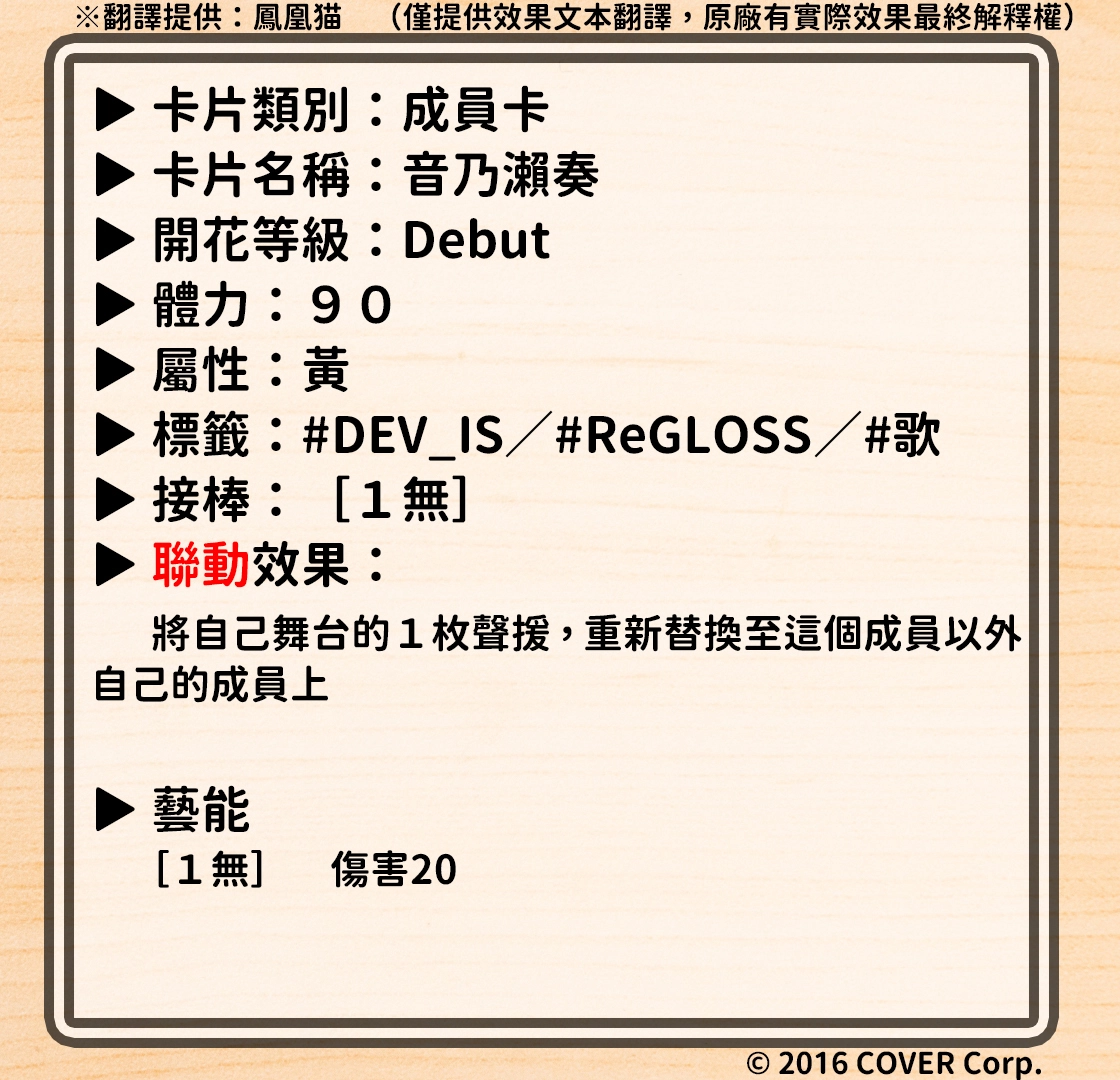 ※翻譯提供：鳳凰猫　（僅提供效果文本翻譯，原廠有實際效果最終解釋權）
▶ 卡片類別：成員卡
▶ 卡片名稱：音乃瀨奏
▶ 開花等級：Debut
▶ 體力：９０
▶ 屬性：黃
▶ 標籤：#DEV_IS／#ReGLOSS／#歌
▶ 接棒：［１無］
▶ 聯動效果：
將自己舞台的１枚聲援，重新替換至這個成員以外
自己的成員上
▶ 藝能
［１無］　傷害20
© 2016 COVER Corp.